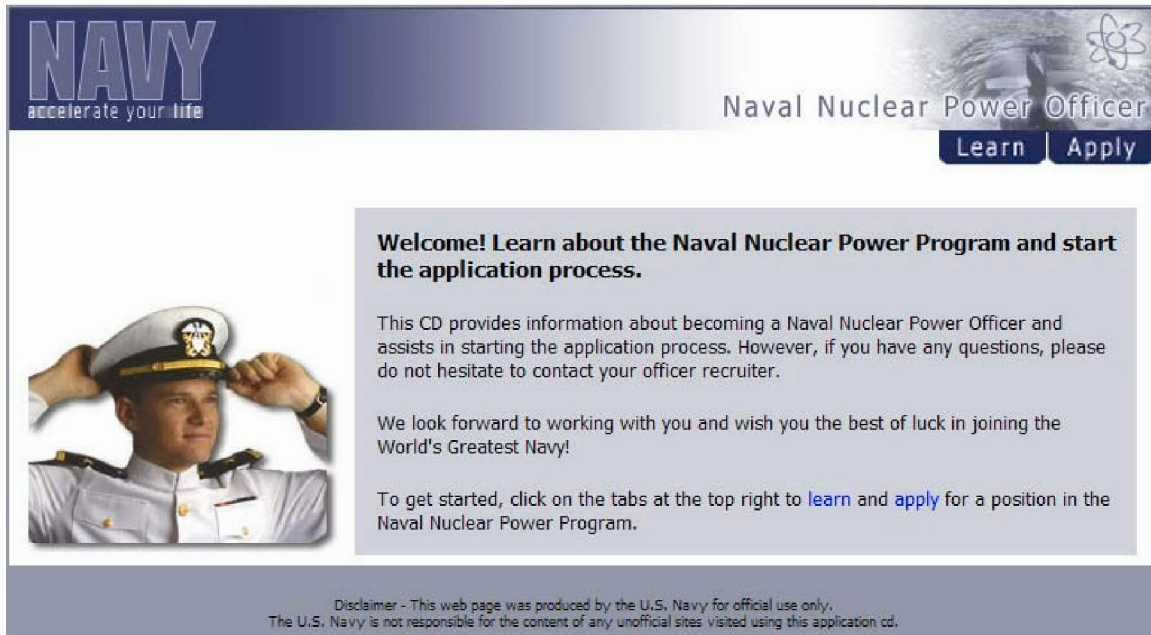 NAVY
accelerate your life
Naval Nuclear Power Officer
Learn Apply
Welcome! Learn about the Naval Nuclear Power Program and start
the application process.
This CD provides information about becoming a Naval Nuclear Power Officer and
assists in starting the application process. However, if you have any questions, please
do not hesitate to contact your officer recruiter.
We look forward to working with you and wish you the best of luck in joining the
World's Greatest Navy!
To get started, click on the tabs at the top right to learn and apply for a position in the
Naval Nuclear Power Program.
Disclaimer - This web page was produced by the U.S. Navy for official use only.
The U.S. Navy is not responsible for the content of any unofficial sites visited using this application cd.